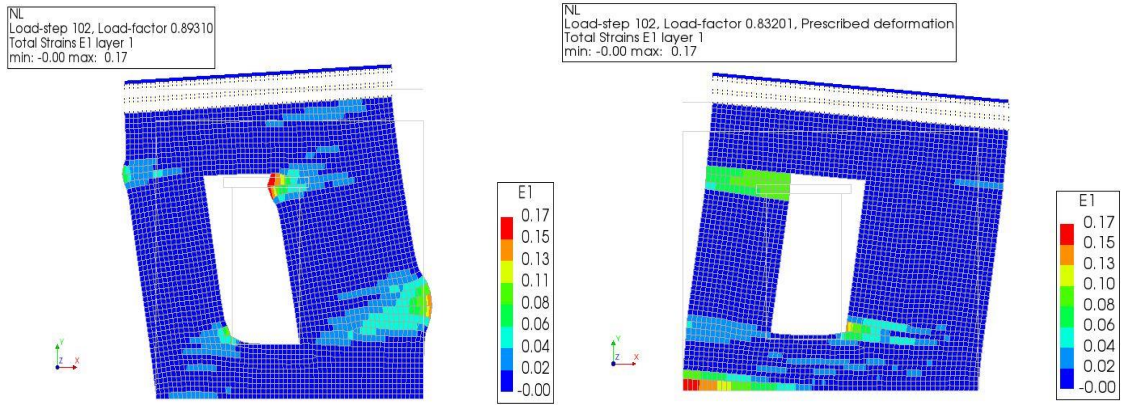 NL
Load-step 102, Load-factor 0.89310
Total Strains E1 layer 1
min: -0.00 max: 0.17
E1
0.17
0.15
0.13
0.11
0.08
0.06
0.04
0.02
-0.00
Y
Z X
NL
Load-step 102, Load-factor 0.83201, Prescribed deformation
Total Strains E1 layer 1
min: -0.00 max: 0.17
E1
0.17
0.15
0.13
0.10
0.08
0.06
0.04
0.02
-0.00
Y
Z X